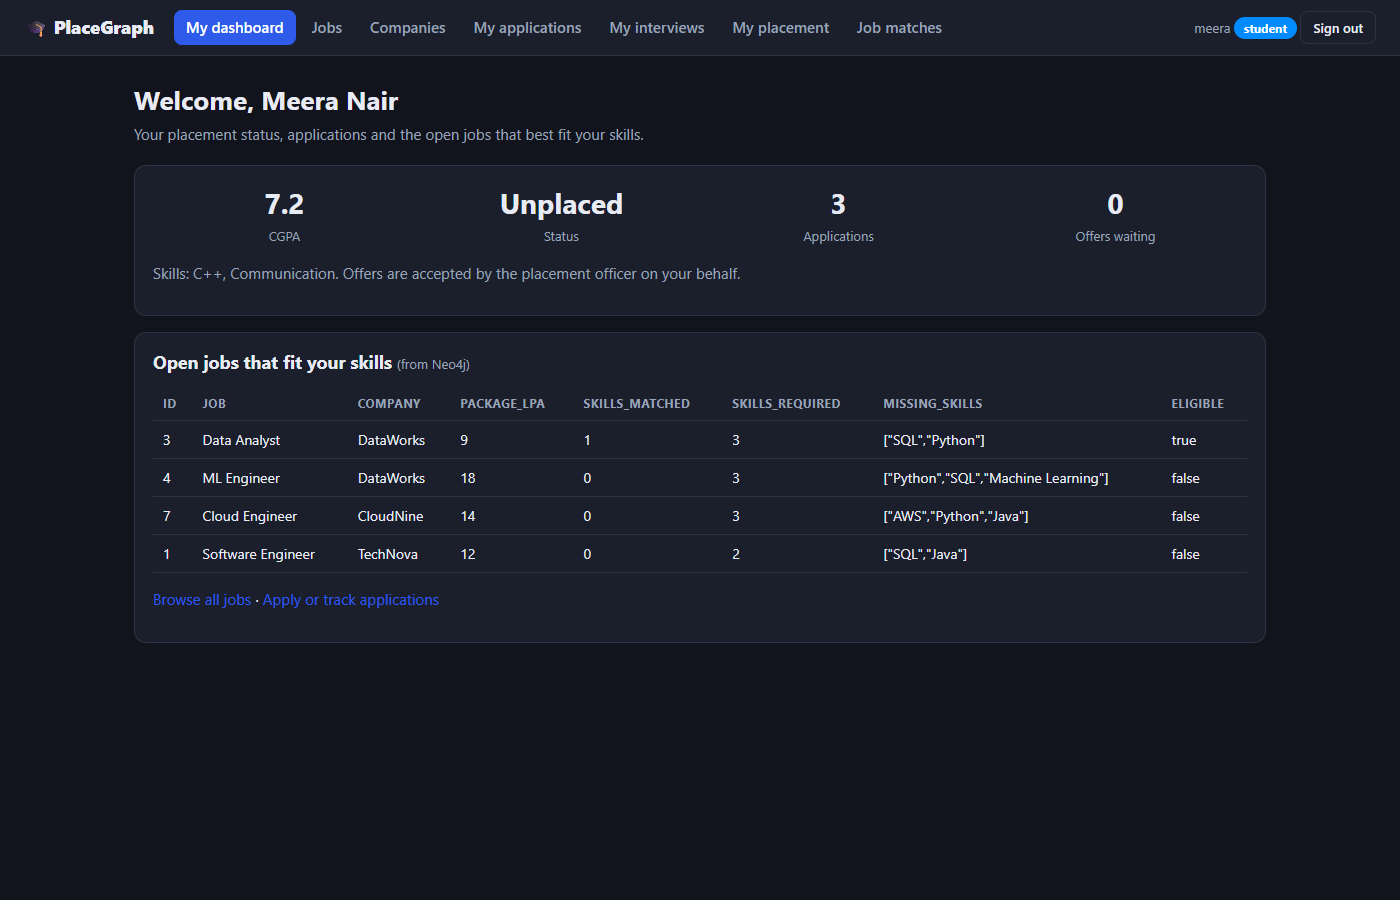 PlaceGraph My dashboard Jobs Companies My applications My interviews My placement Job matches meera student Sign out
Welcome, Meera Nair
Your placement status, applications and the open jobs that best fit your skills.
7.2 Unplaced 3 0
CGPA Status Applications Offers waiting
Skills: C++, Communication. Offers are accepted by the placement officer on your behalf.
Open jobs that fit your skills (from Neo4j)
ID JOB COMPANY PACKAGE_LPA SKILLS_MATCHED SKILLS_REQUIRED MISSING_SKILLS ELIGIBLE
3 Data Analyst DataWorks 9 1 3 ["SQL","Python"] true
4 ML Engineer DataWorks 18 0 3 ["Python","SQL","Machine Learning"] false
7 Cloud Engineer CloudNine 14 0 3 ["AWS","Python","Java"] false
1 Software Engineer TechNova 12 0 2 ["SQL","Java"] false
Browse all jobs · Apply or track applications